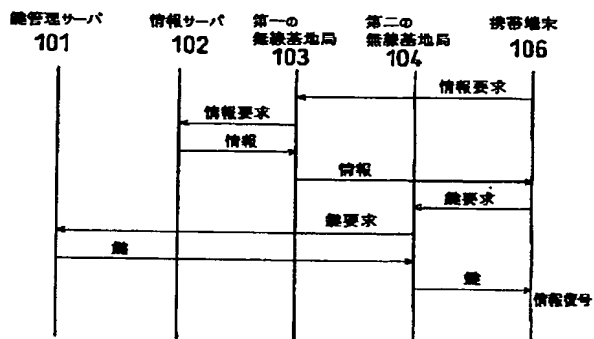 鍵管理サーバ
101
情報サーバ
102
第一の
無線基地局
103
第二の
無線基地局
104
携帯端末
106
情報要求
情報要求
情報
情報
鍵要求
鍵要求
鍵
鍵
情報復号